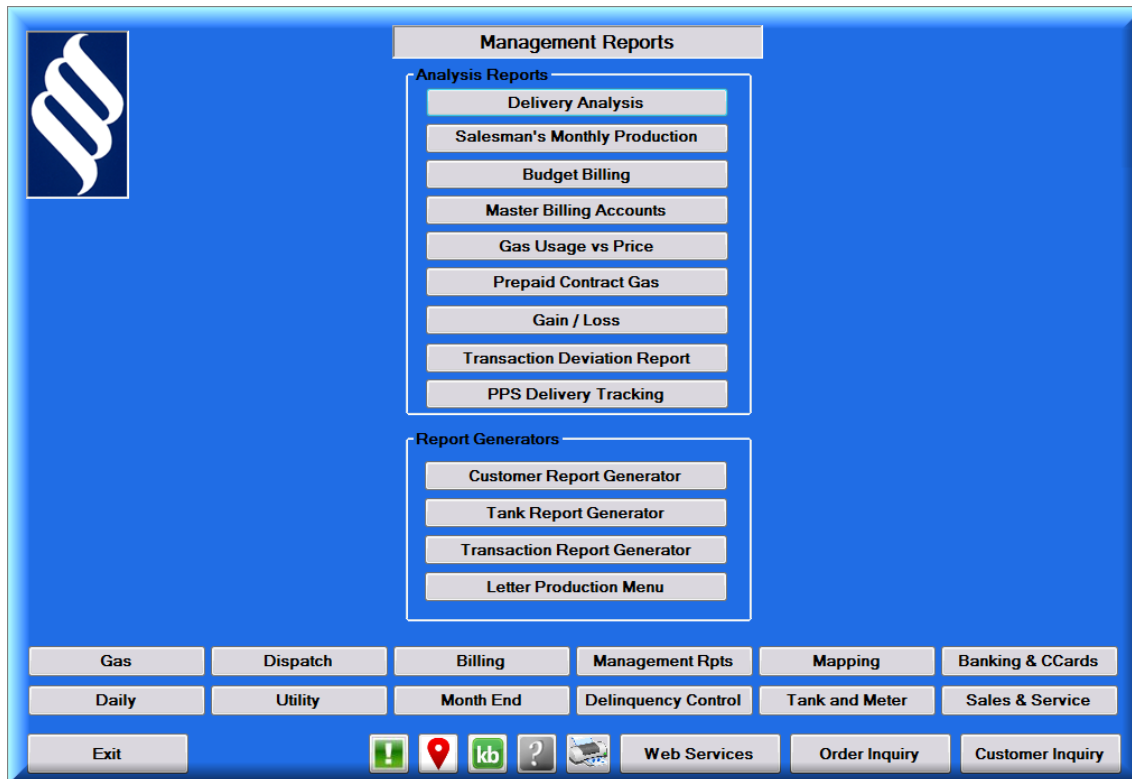 Management Reports
Analysis Reports
Delivery Analysis
Salesman's Monthly Production
Budget Billing
Master Billing Accounts
Gas Usage vs Price
Prepaid Contract Gas
Gain / Loss
Transaction Deviation Report
PPS Delivery Tracking
Report Generators
Customer Report Generator
Tank Report Generator
Transaction Report Generator
Letter Production Menu
Gas Dispatch Billing Management Rpts Mapping Banking & CCards
Daily Utility Month End Delinquency Control Tank and Meter Sales & Service
Exit ! kb ? Web Services Order Inquiry Customer Inquiry